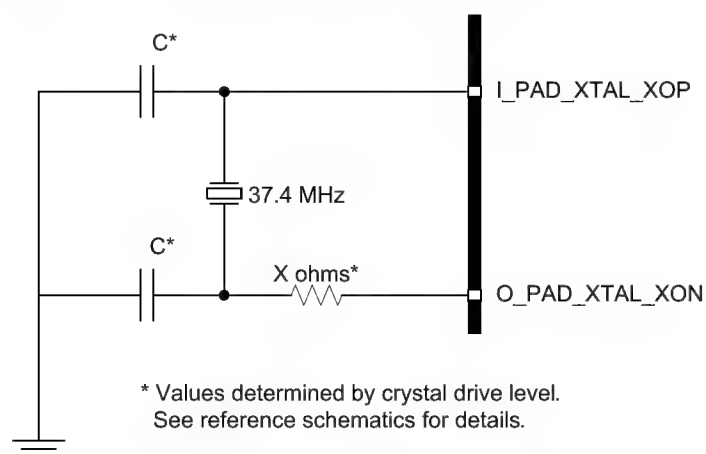 C*
I_PAD_XTAL_XOP
37.4 MHz
C*
X ohms*
O_PAD_XTAL_XON
* Values determined by crystal drive level.
See reference schematics for details.